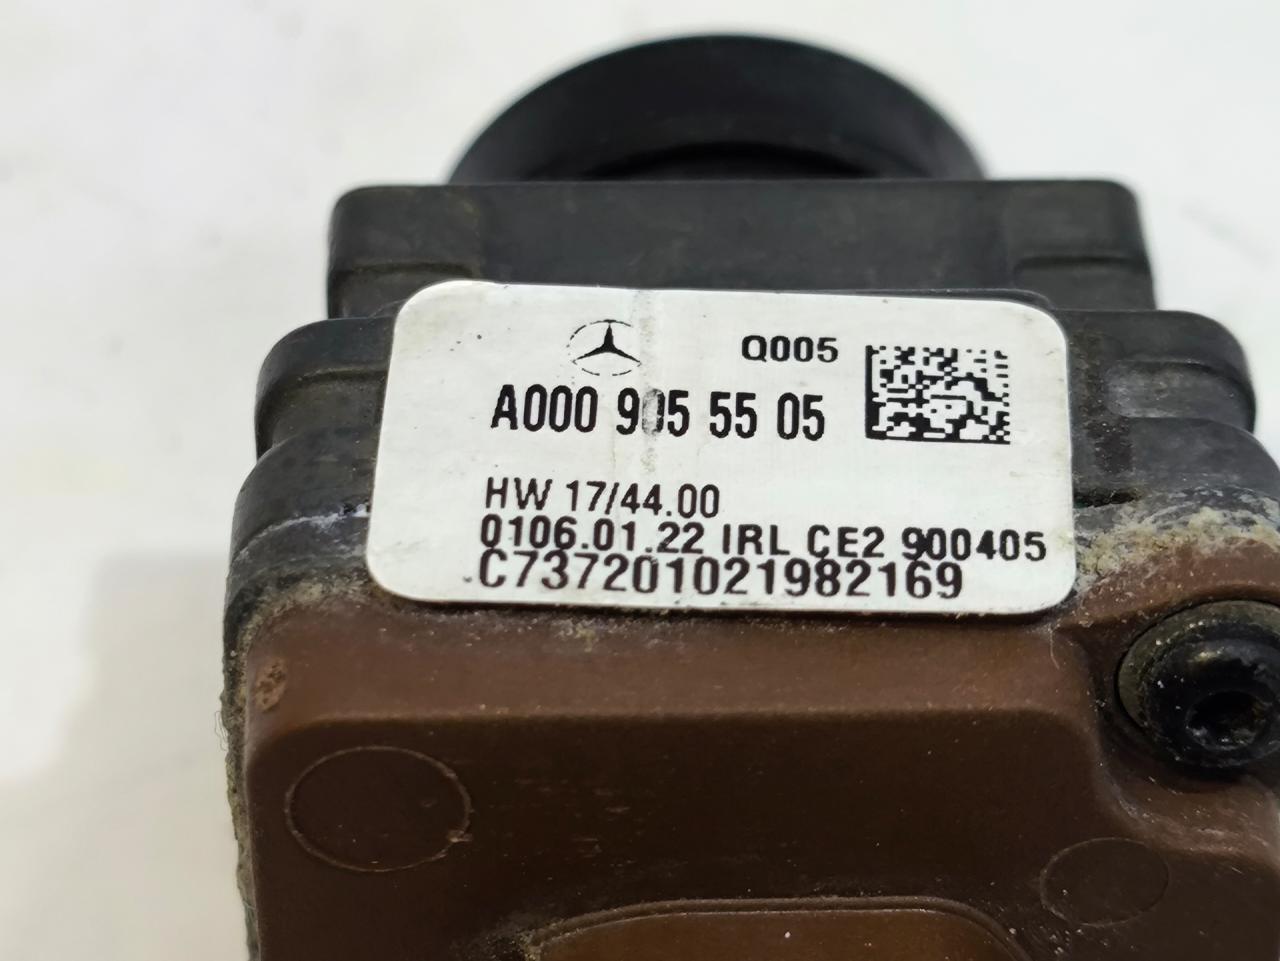 Q005
A000 905 55 05
HW 17/44.00
0106.01.22 IRL CE2 900405
C737201021982169